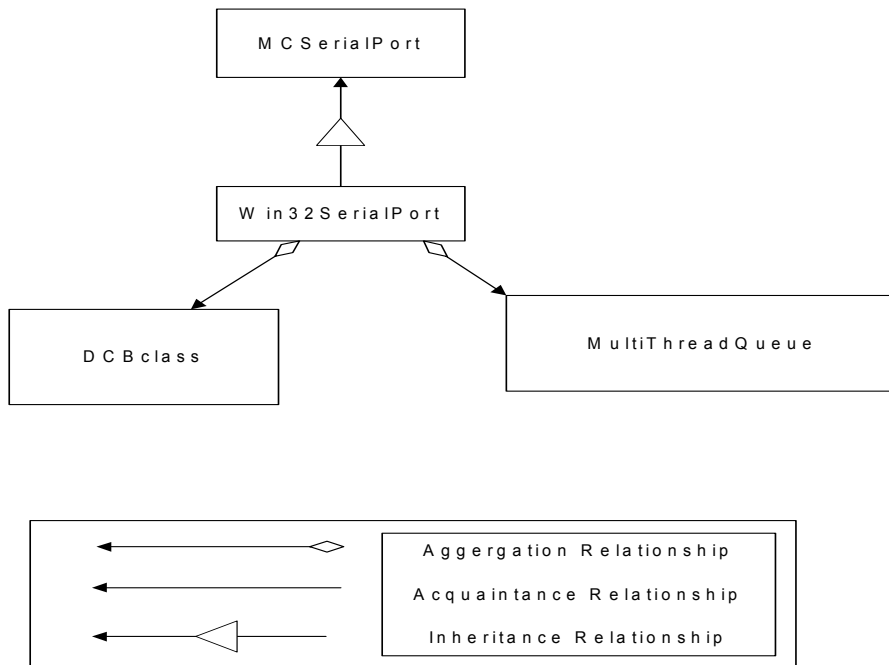 MCSerialPort
Win32SerialPort
DCBclass
MultiThreadQueue
Aggergation Relationship
Acquaintance Relationship
Inheritance Relationship